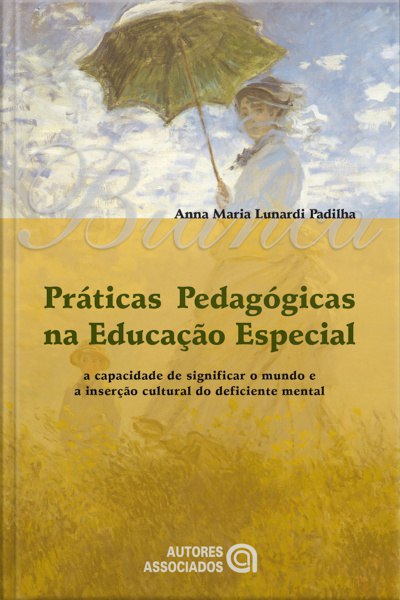 Bianca
Anna Maria Lunardi Padilha
Práticas Pedagógicas
na Educação Especial
a capacidade de significar o mundo e
a inserção cultural do deficiente mental
AUTORES
ASSOCIADOS